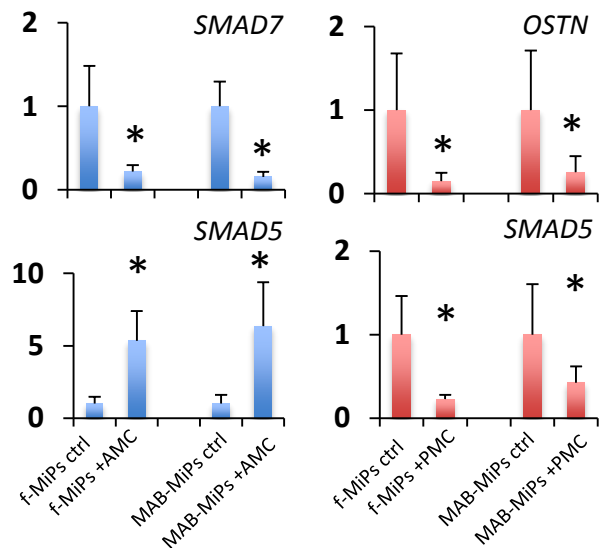 SMAD7
2
1
0
*
*
OSTN
2
1
0
*
*
SMAD5
10
5
0
*
*
f-MiPs ctrl
f-MiPs +AMC
MAB-MiPs ctrl
MAB-MiPs +AMC
SMAD5
2
1
0
*
*
f-MiPs ctrl
f-MiPs +PMC
MAB-MiPs ctrl
MAB-MiPs +PMC